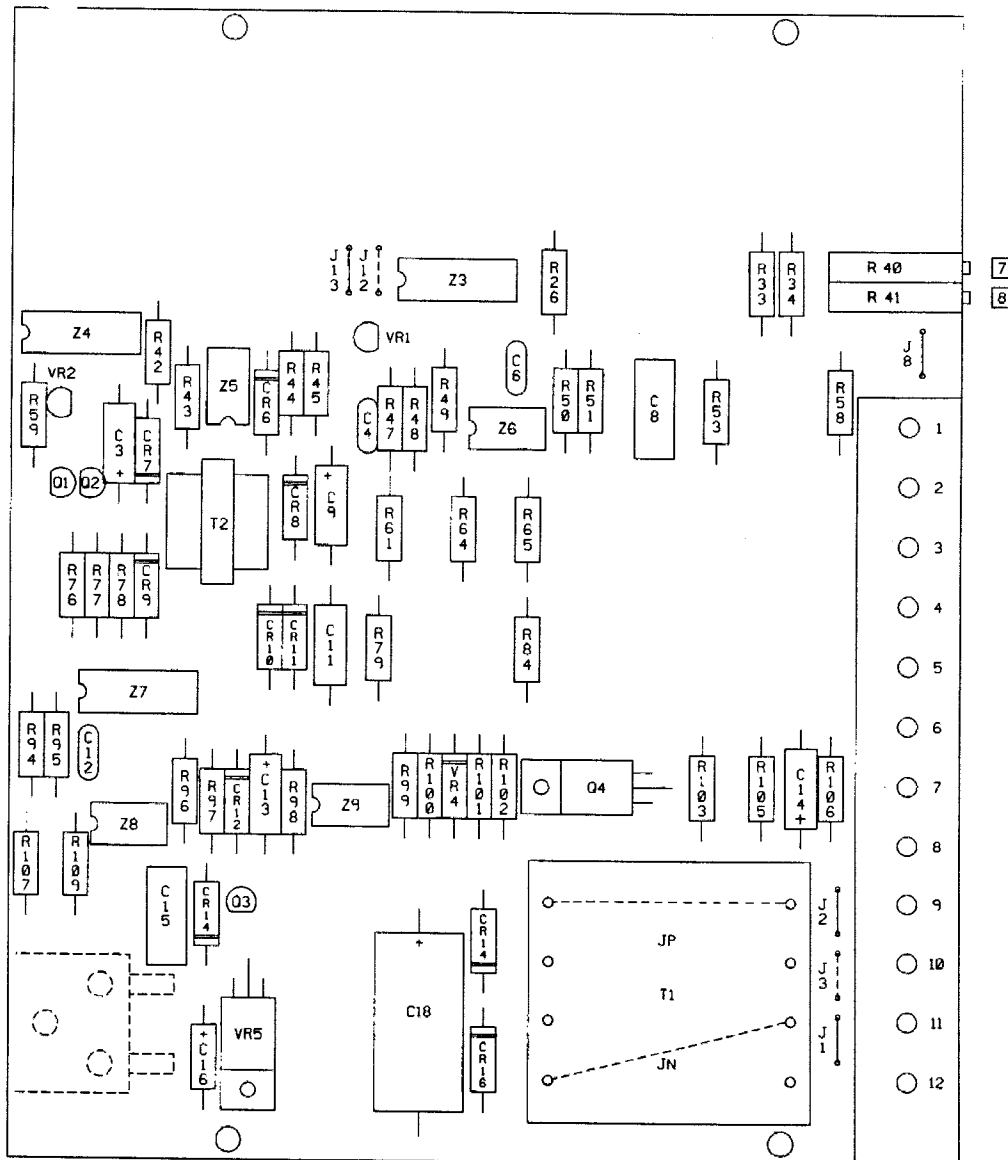 J13
J12
Z3
R26
R33
R34
R 40
7
R 41
8
Z4
R42
VR1
J8
VR2
R59
C3
+
CR7
R43
Z5
CR6
R44
R45
C4
R47
R48
R49
C6
Z6
R50
R51
C8
R53
R58
1
Q1
Q2
T2
CR8
+
C9
R61
R64
R65
2
3
R76
R77
R78
CR9
CR10
CR11
C11
R79
R84
4
5
Z7
R94
R95
C12
6
R96
R97
CR12
+
C13
R98
Z9
R99
R100
VR4
R101
R102
Q4
R103
R105
C14
+
R106
7
Z8
R107
R109
8
C15
CR14
Q3
+
C18
CR14
JP
J2
9
J3
10
T1
+
C16
VR5
CR16
JN
J1
11
12